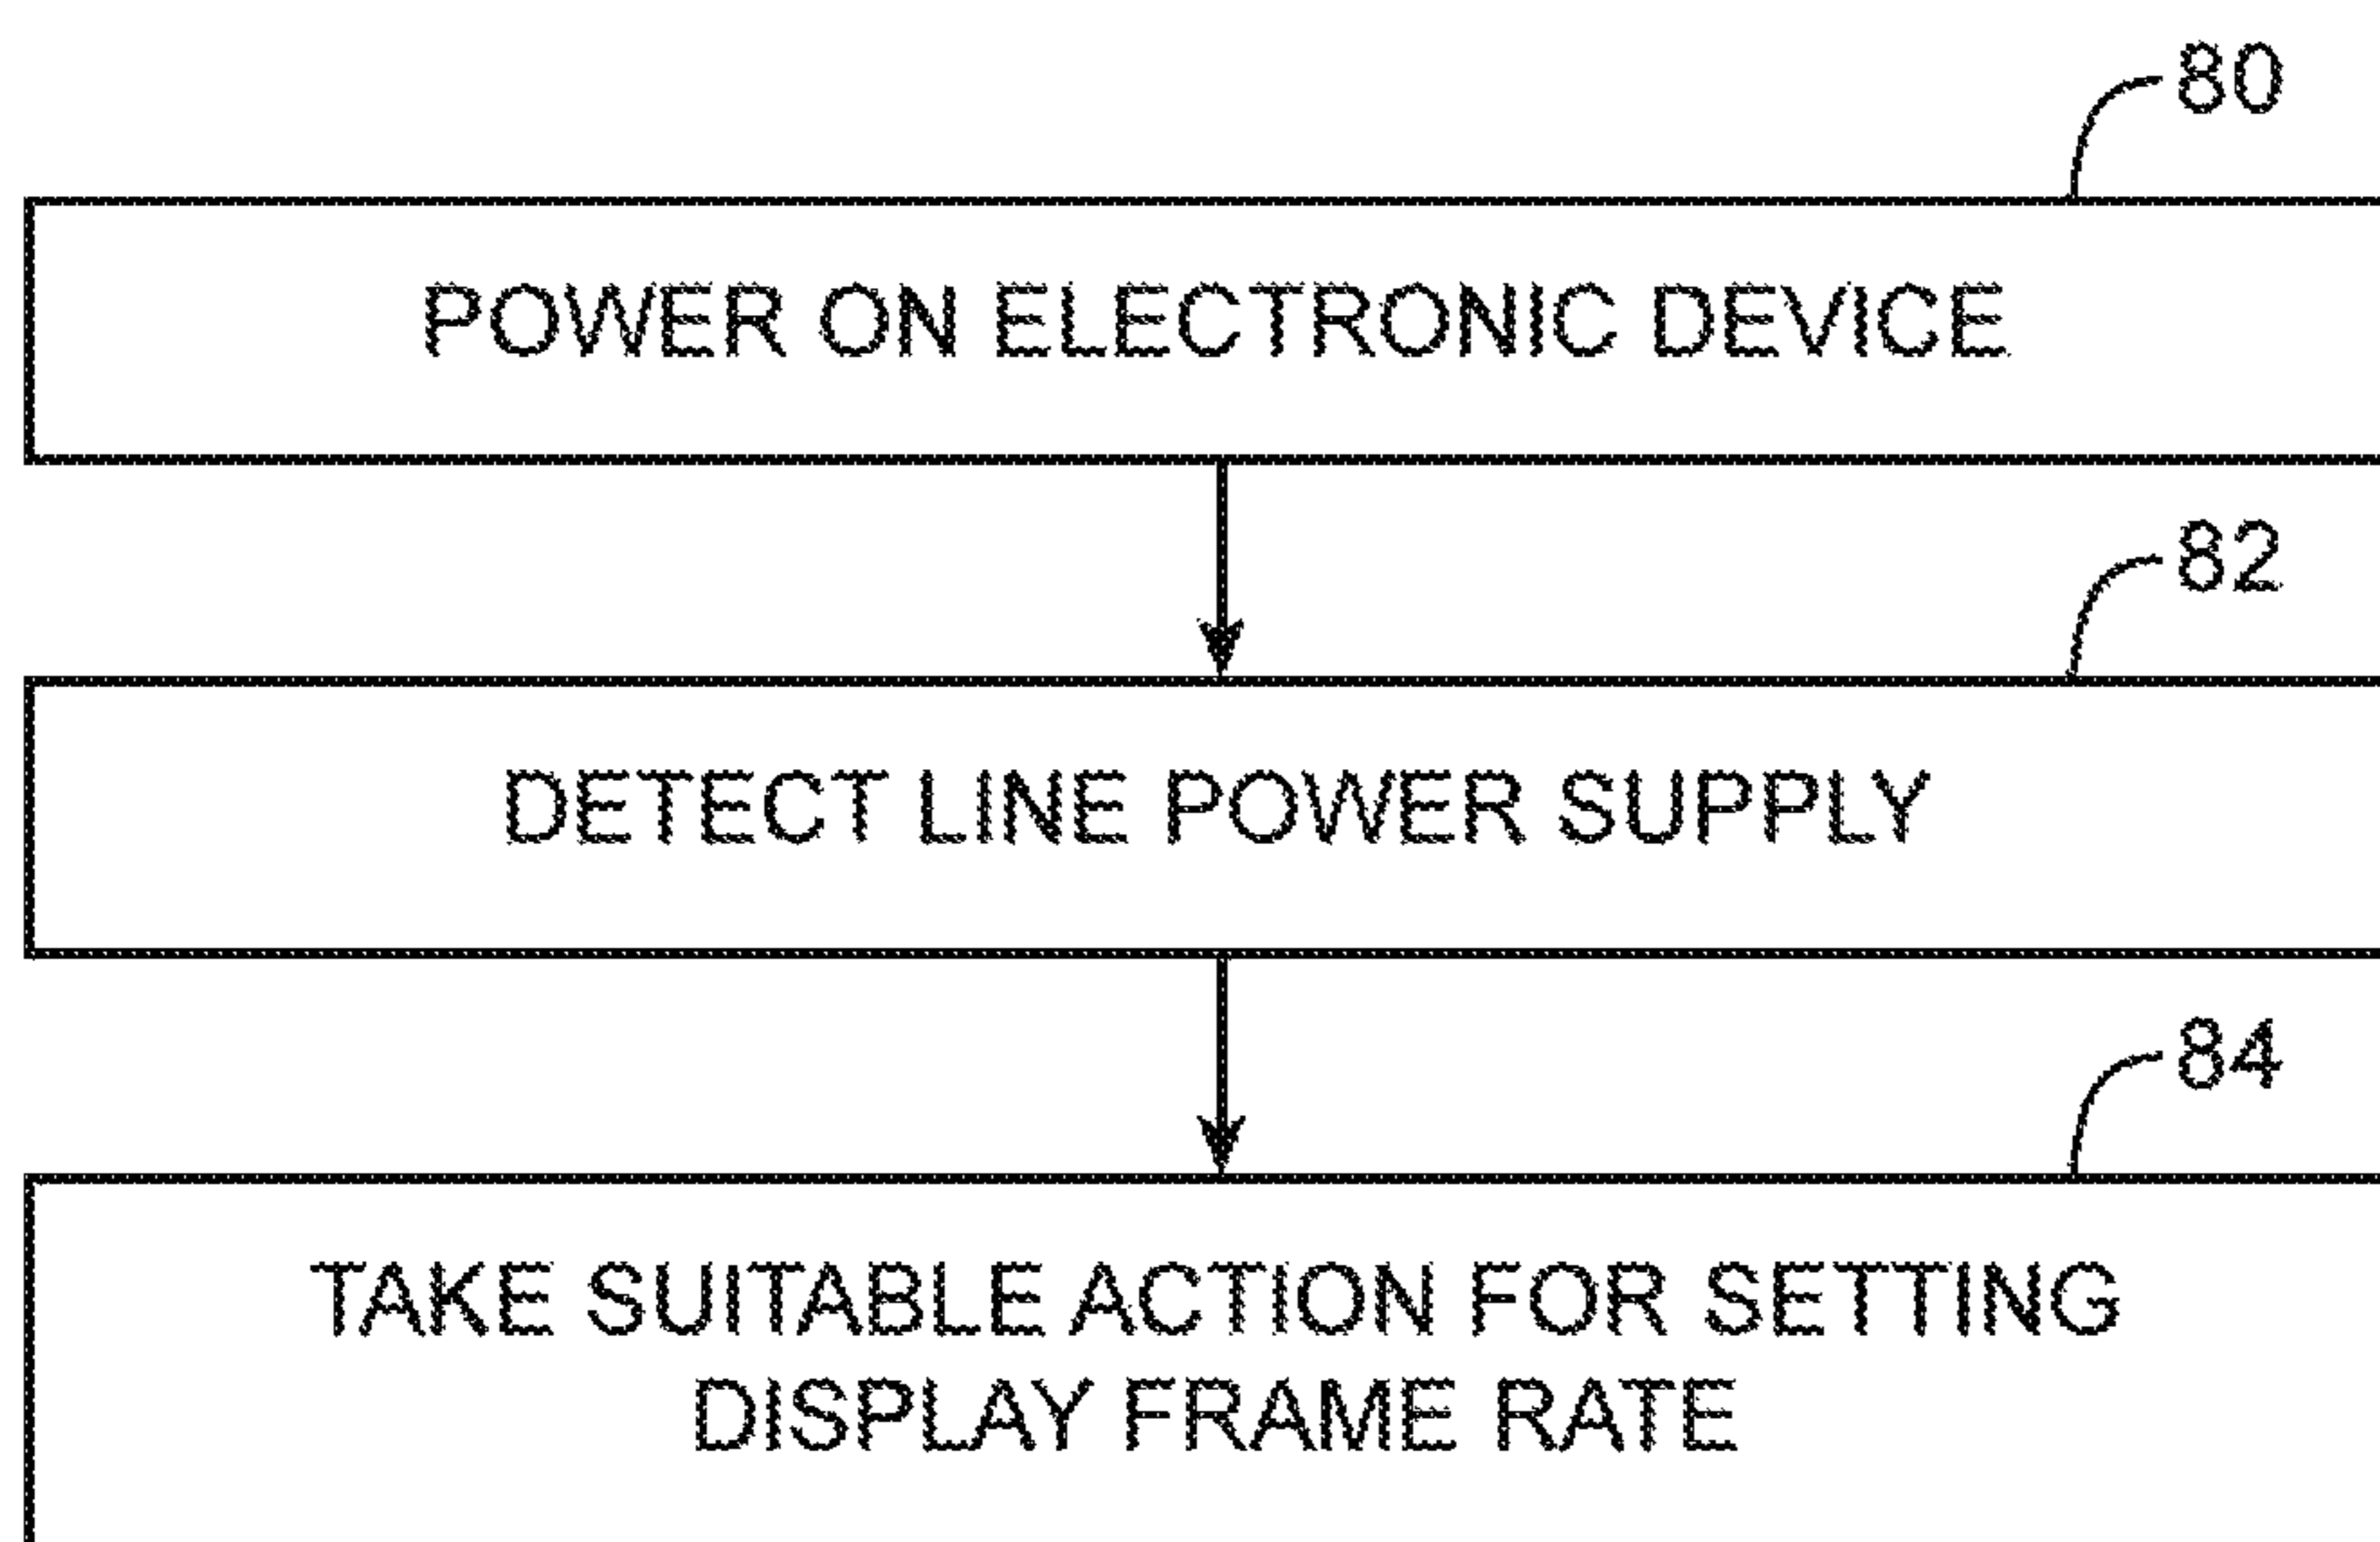 80
POWER ON ELECTRONIC DEVICE
82
DETECT LINE POWER SUPPLY
84
TAKE SUITABLE ACTION FOR SETTING
DISPLAY FRAME RATE